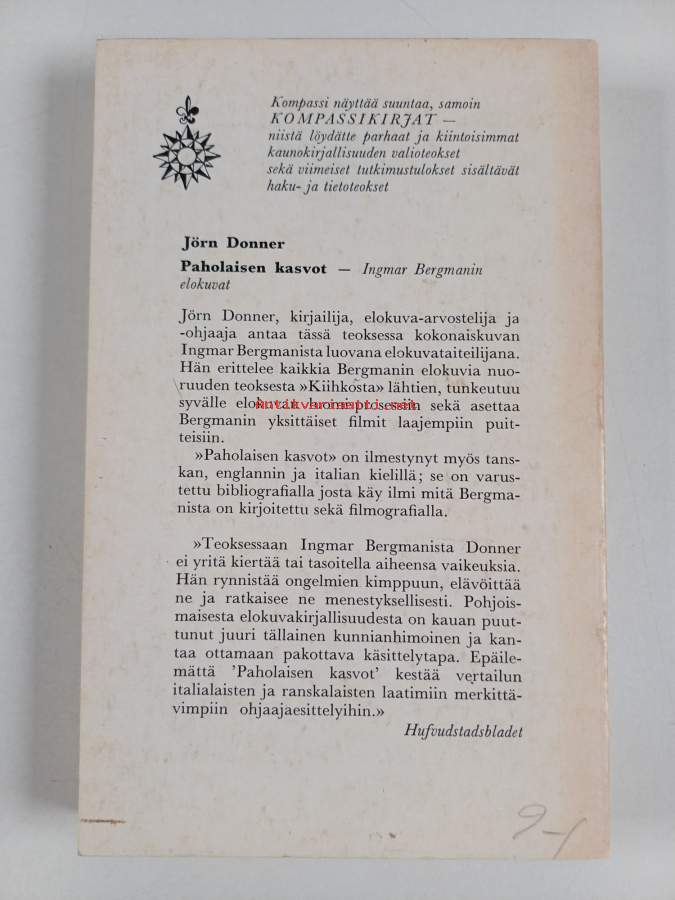 Kompassi näyttää suuntaa, samoin
KOMPASSIKIRJAT —
niistä löydätte parhaat ja kiintoisimmat
kaunokirjallisuuden valioteokset
sekä viimeiset tutkimustulokset sisältävät
haku- ja tietoteokset
Jörn Donner
Paholaisen kasvot — Ingmar Bergmanin
elokuvat
Jörn Donner, kirjailija, elokuva-arvostelija ja
-ohjaaja antaa tässä teoksessa kokonaiskuvan
Ingmar Bergmanista luovana elokuvataiteilijana.
Hän erittelee kaikkia Bergmanin elokuvia nuo-
ruuden teoksesta »Kiihkosta» lähtien, tunkeutuu
syvälle elokuvan luomisprosessiin sekä asettaa
Bergmanin yksittäiset filmit laajempiin puit-
teisiin.
»Paholaisen kasvot» on ilmestynyt myös tans-
kan, englannin ja italian kielillä; se on varus-
tettu bibliografialla josta käy ilmi mitä Bergma-
nista on kirjoitettu sekä filmografialla.
»Teoksessaan Ingmar Bergmanista Donner
ei yritä kiertää tai tasoitella aiheensa vaikeuksia.
Hän rynnistää ongelmien kimppuun, elävöittää
ne ja ratkaisee ne menestyksellisesti. Pohjois-
maisesta elokuvakirjallisuudesta on kauan puut-
tunut juuri tällainen kunnianhimoinen ja kan-
taa ottamaan pakottava käsittelytapa. Epäile-
mättä 'Paholaisen kasvot' kestää vertailun
italialaisten ja ranskalaisten laatimiin merkittä-
vimpiin ohjaajaesittelyihin.»
Hufvudstadsbladet
9-